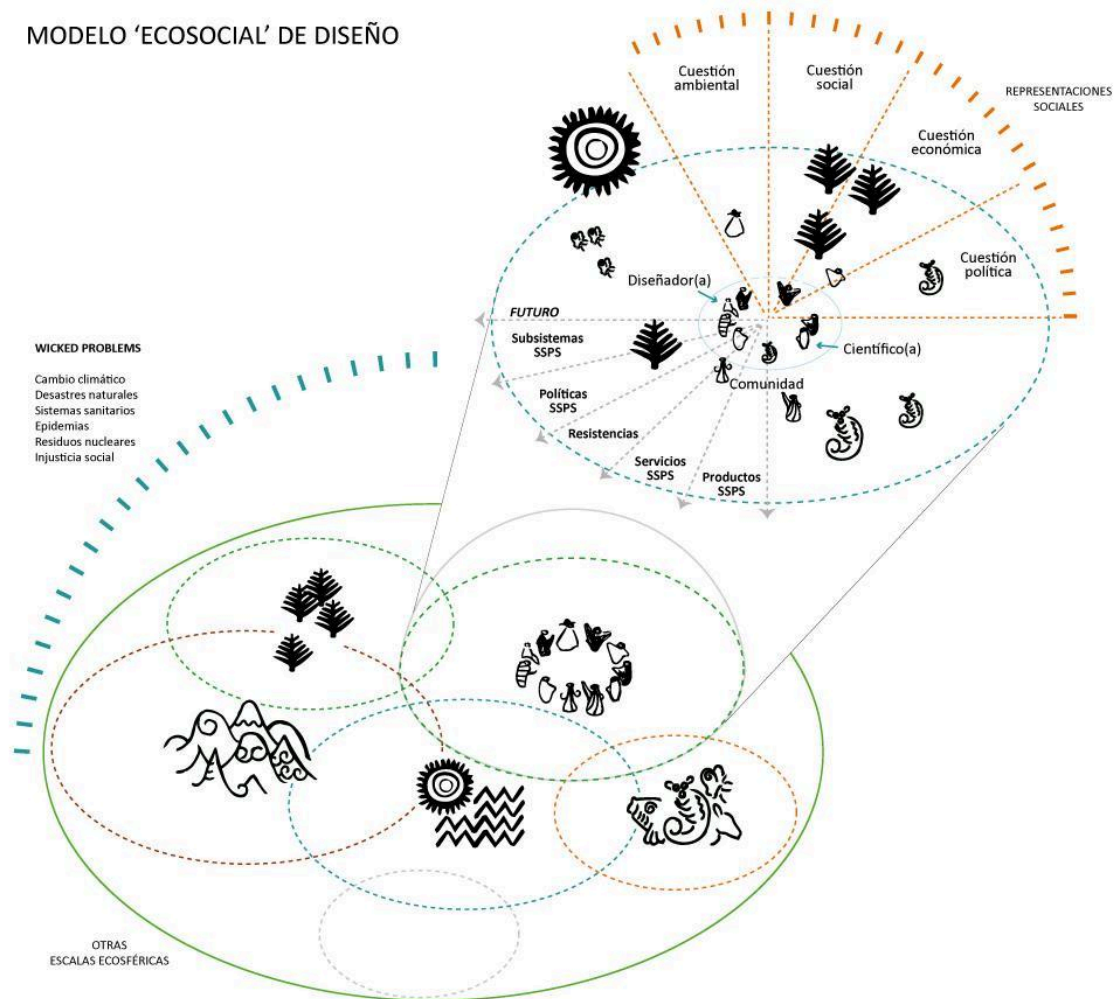 MODELO 'ECOSOCIAL' DE DISEÑO
Cuestión
ambiental
Cuestión
social
REPRESENTACIONES
SOCIALES
Cuestión
económica
Cuestión
política
Diseñador(a)
FUTURO
Subsistemas
SSPS
Científico(a)
WICKED PROBLEMS
Cambio climático
Desastres naturales
Sistemas sanitarios
Epidemias
Residuos nucleares
Injusticia social
Comunidad
Políticas
SSPS
Resistencias
Servicios
SSPS
Productos
SSPS
OTRAS
ESCALAS ECOSFÉRICAS